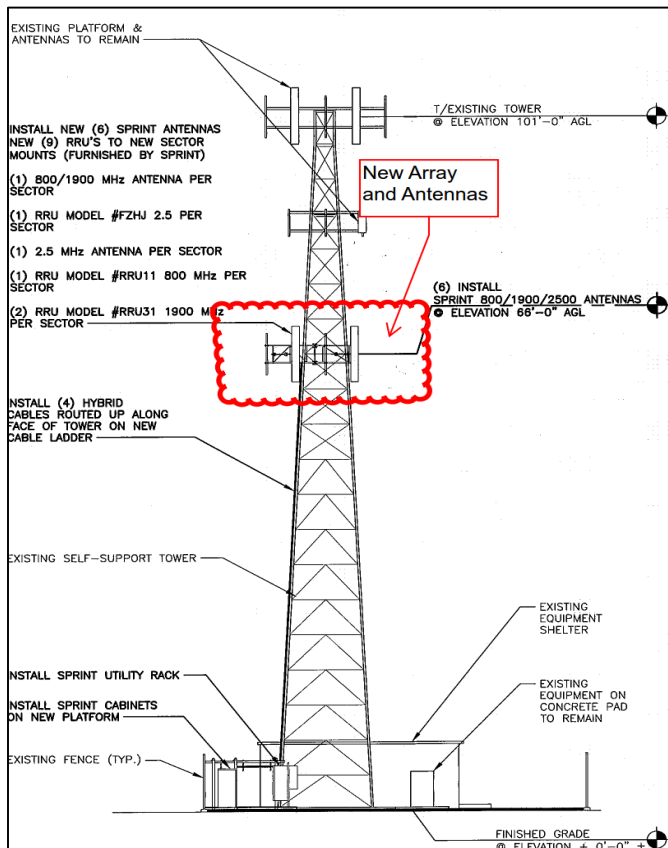 EXISTING PLATFORM &
ANTENNAS TO REMAIN
T/EXISTING TOWER
@ ELEVATION 101'-0" AGL
INSTALL NEW (6) SPRINT ANTENNAS
NEW (9) RRU'S TO NEW SECTOR
MOUNTS (FURNISHED BY SPRINT)
(1) 800/1900 MHz ANTENNA PER
SECTOR
(1) RRU MODEL #FZHJ 2.5 PER
SECTOR
(1) 2.5 MHz ANTENNA PER SECTOR
(1) RRU MODEL #RRU11 800 MHz PER
SECTOR
(2) RRU MODEL #RRU31 1900 MHz
PER SECTOR
New Array
and Antennas
(6) INSTALL
SPRINT 800/1900/2500 ANTENNAS
@ ELEVATION 66'-0" AGL
INSTALL (4) HYBRID
CABLES ROUTED UP ALONG
FACE OF TOWER ON NEW
CABLE LADDER
EXISTING SELF-SUPPORT TOWER
EXISTING
EQUIPMENT
SHELTER
INSTALL SPRINT UTILITY RACK
INSTALL SPRINT CABINETS
ON NEW PLATFORM
EXISTING
EQUIPMENT ON
CONCRETE PAD
TO REMAIN
EXISTING FENCE (TYP.)
FINISHED GRADE
@ ELEVATION ± 0'-0" ±